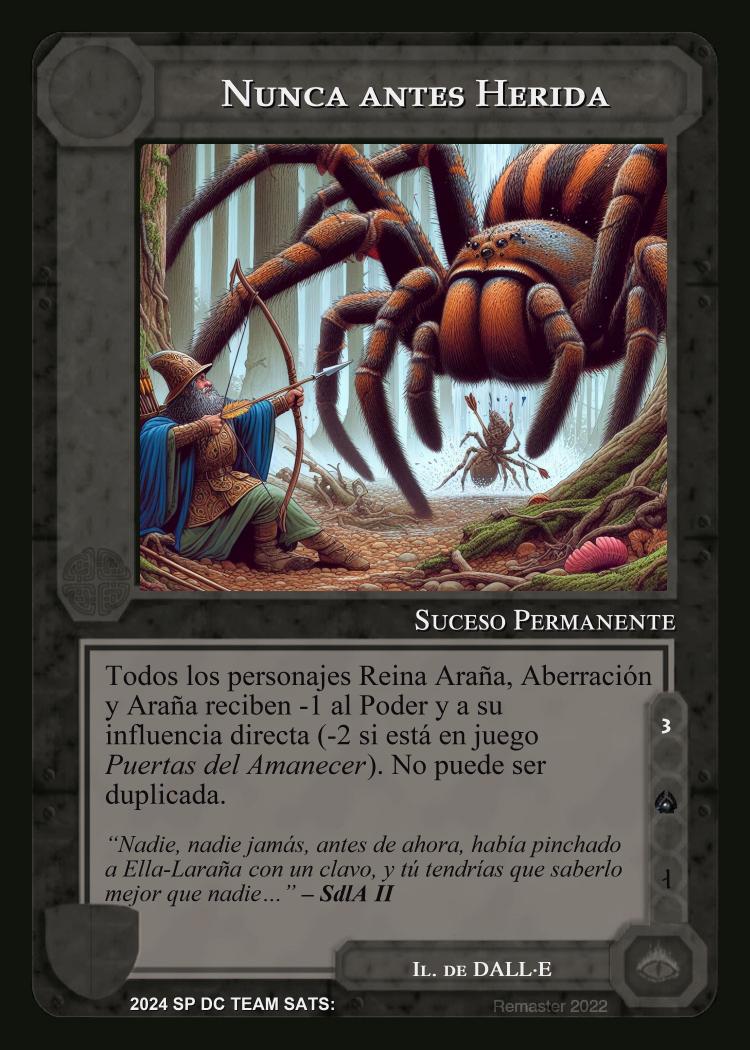 Nunca antes Herida
Suceso Permanente
Todos los personajes Reina Araña, Aberración
y Araña reciben -1 al Poder y a su
influencia directa (-2 si está en juego
Puertas del Amanecer). No puede ser
duplicada.
3
“Nadie, nadie jamás, antes de ahora, había pinchado
a Ella-Laraña con un clavo, y tú tendrías que saberlo
mejor que nadie…” – SdlA II
Il. de DALL·E
2024 SP DC TEAM SATS:
Remaster 2022